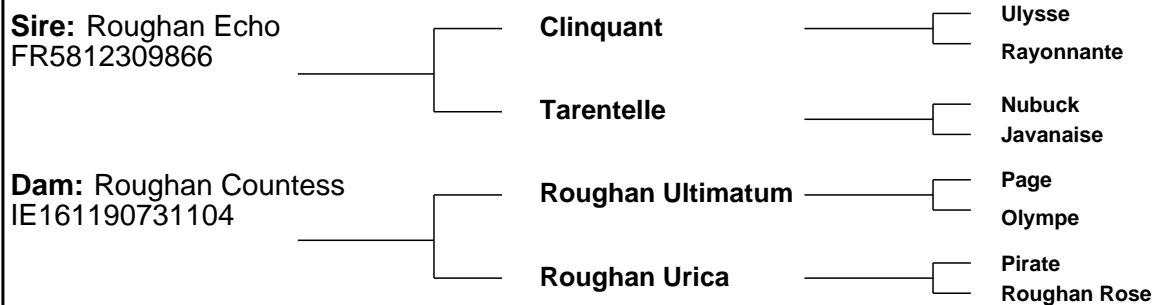 Sire: Roughan Echo
FR5812309866
Clinquant
Ulysse
Rayonnante
Tarentelle
Nubuck
Javanaise
Dam: Roughan Countess
IE161190731104
Roughan Ultimatum
Page
Olympe
Roughan Urica
Pirate
Roughan Rose